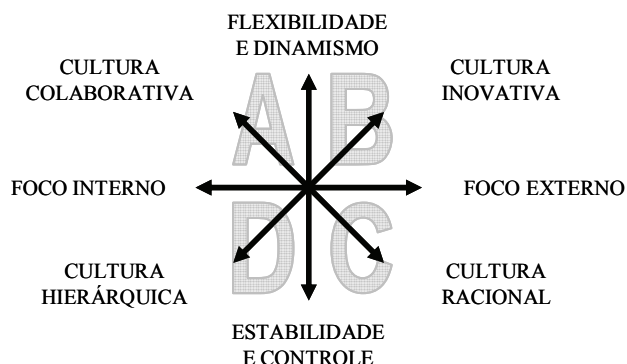 FLEXIBILIDADE
E DINAMISMO
CULTURA
COLABORATIVA
CULTURA
INOVATIVA
A B
FOCO INTERNO
FOCO EXTERNO
D C
CULTURA
HIERÁRQUICA
CULTURA
RACIONAL
ESTABILIDADE
E CONTROLE